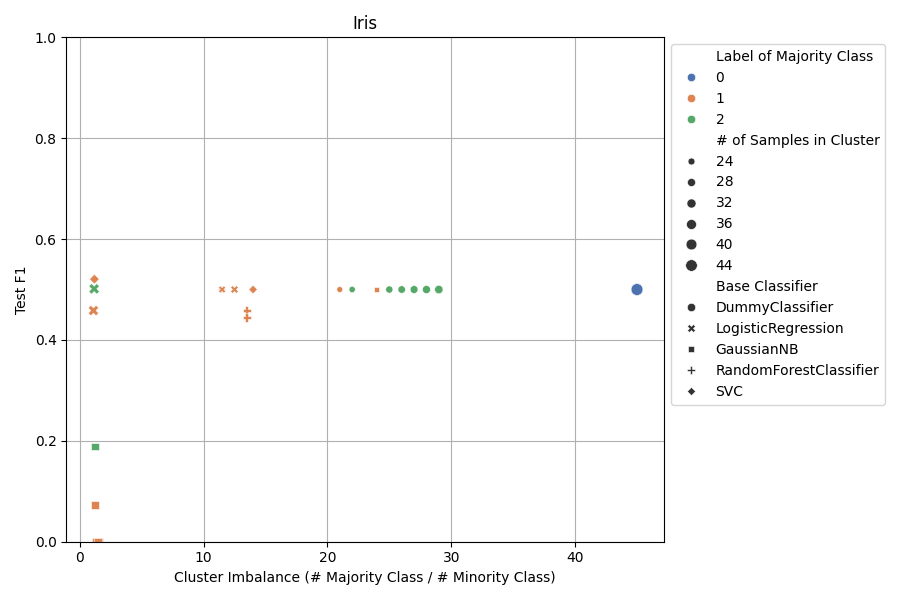 Iris
Test F1
1.0
0.8
0.6
0.4
0.2
0.0
0
10
20
30
40
Cluster Imbalance (# Majority Class / # Minority Class)
Label of Majority Class
0
1
2
# of Samples in Cluster
24
28
32
36
40
44
Base Classifier
DummyClassifier
LogisticRegression
GaussianNB
RandomForestClassifier
SVC